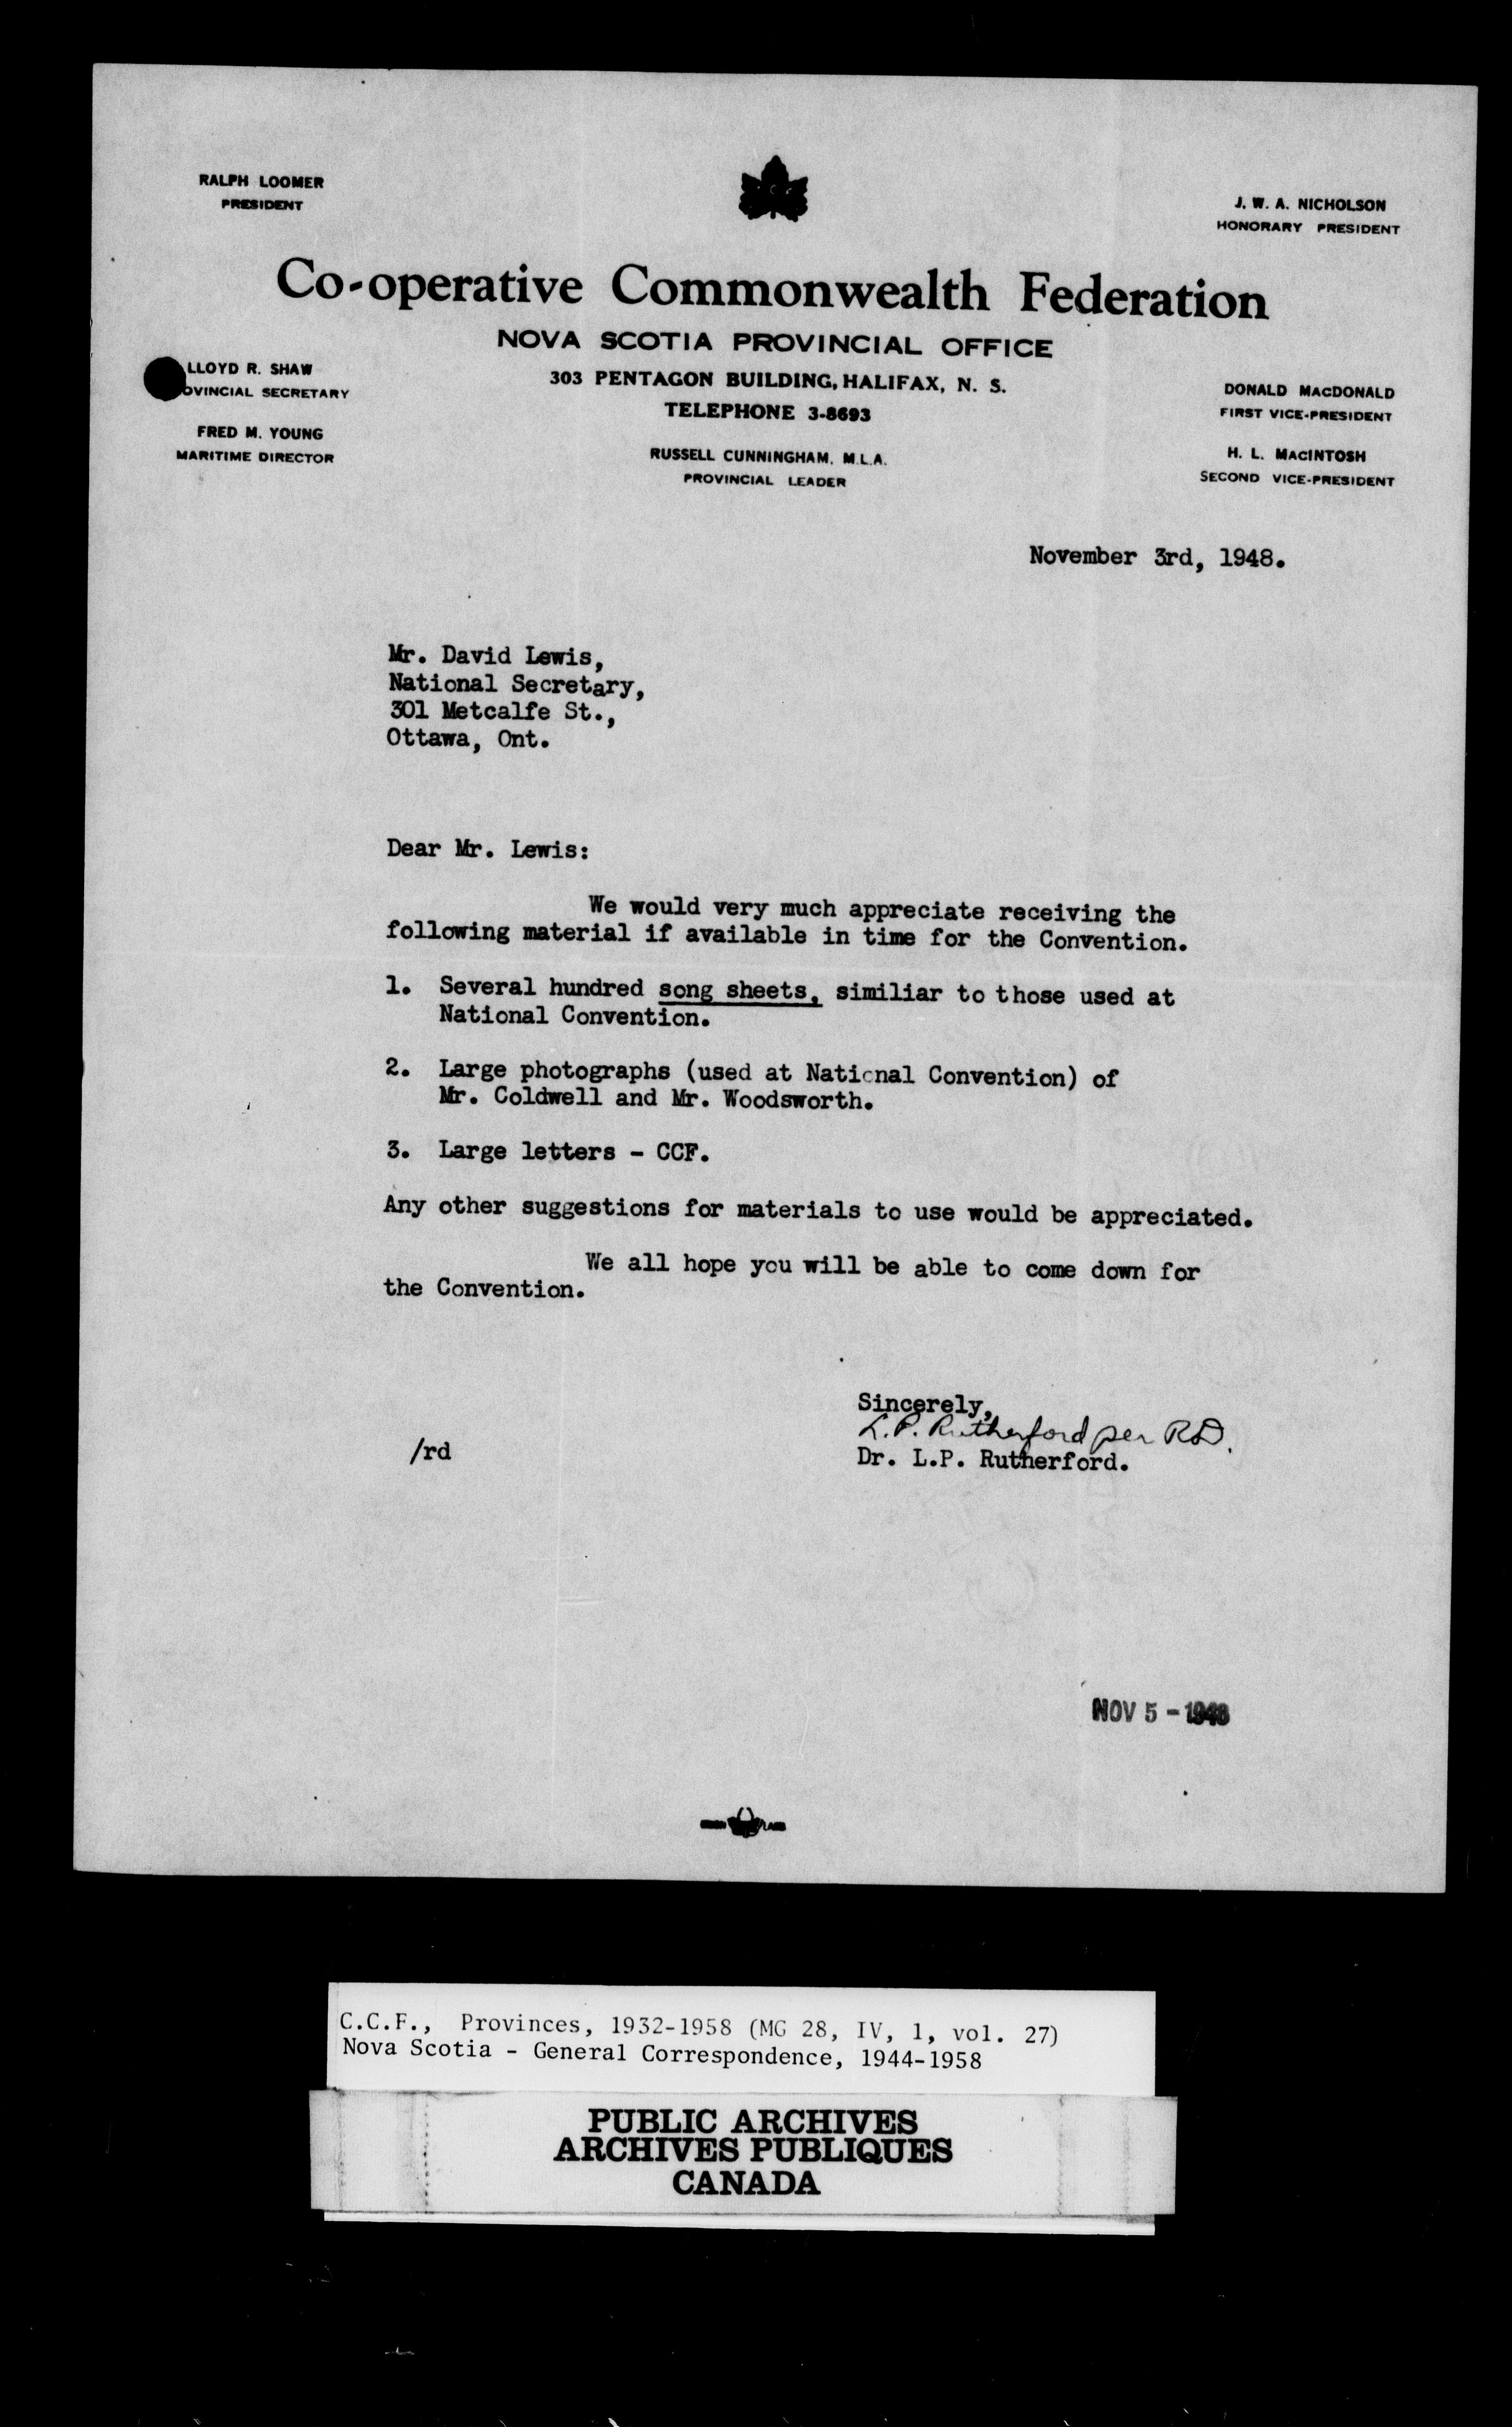 RALPH LOOMER
PRESIDENT
J. W. A. NICHOLSON
HONORARY PRESIDENT
Co-operative Commonwealth Federation
NOVA SCOTIA PROVINCIAL OFFICE
303 PENTAGON BUILDING, HALIFAX, N. S.
TELEPHONE 3-8693
LLOYD R. SHAW
OVINCIAL SECRETARY
FRED M. YOUNG
MARITIME DIRECTOR
RUSSELL CUNNINGHAM, M.L.A.
PROVINCIAL LEADER
DONALD MACDONALD
FIRST VICE-PRESIDENT
H. L. MACINTOSH
SECOND VICE-PRESIDENT
November 3rd, 1948.
Mr. David Lewis,
National Secretary,
301 Metcalfe St.,
Ottawa, Ont.
Dear Mr. Lewis:
We would very much appreciate receiving the
following material if available in time for the Convention.
1. Several hundred song sheets, similiar to those used at
National Convention.
2. Large photographs (used at National Convention) of
Mr. Coldwell and Mr. Woodsworth.
3. Large letters - CCF.
Any other suggestions for materials to use would be appreciated.
We all hope you will be able to come down for
the Convention.
Sincerely,
L.P. Rutherford per RD.
/rd
Dr. L.P. Rutherford.
NOV 5 - 1948
C.C.F., Provinces, 1932-1958 (MG 28, IV, 1, vol. 27)
Nova Scotia - General Correspondence, 1944-1958
PUBLIC ARCHIVES
ARCHIVES PUBLIQUES
CANADA